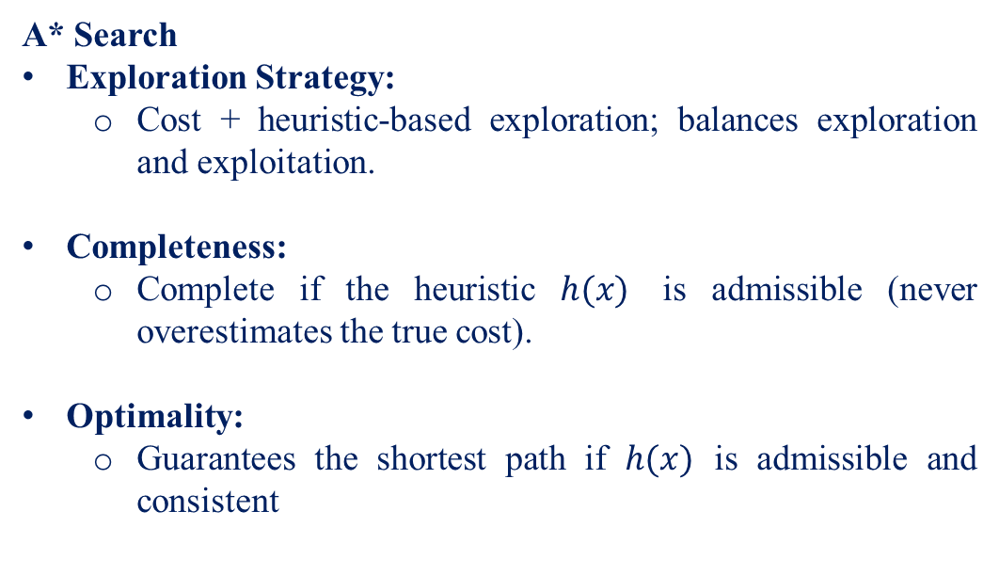 A* Search
• Exploration Strategy:
o Cost + heuristic-based exploration; balances exploration
and exploitation.
• Completeness:
o Complete if the heuristic ℎ(𝑥) is admissible (never
overestimates the true cost).
• Optimality:
o Guarantees the shortest path if ℎ(𝑥) is admissible and
consistent